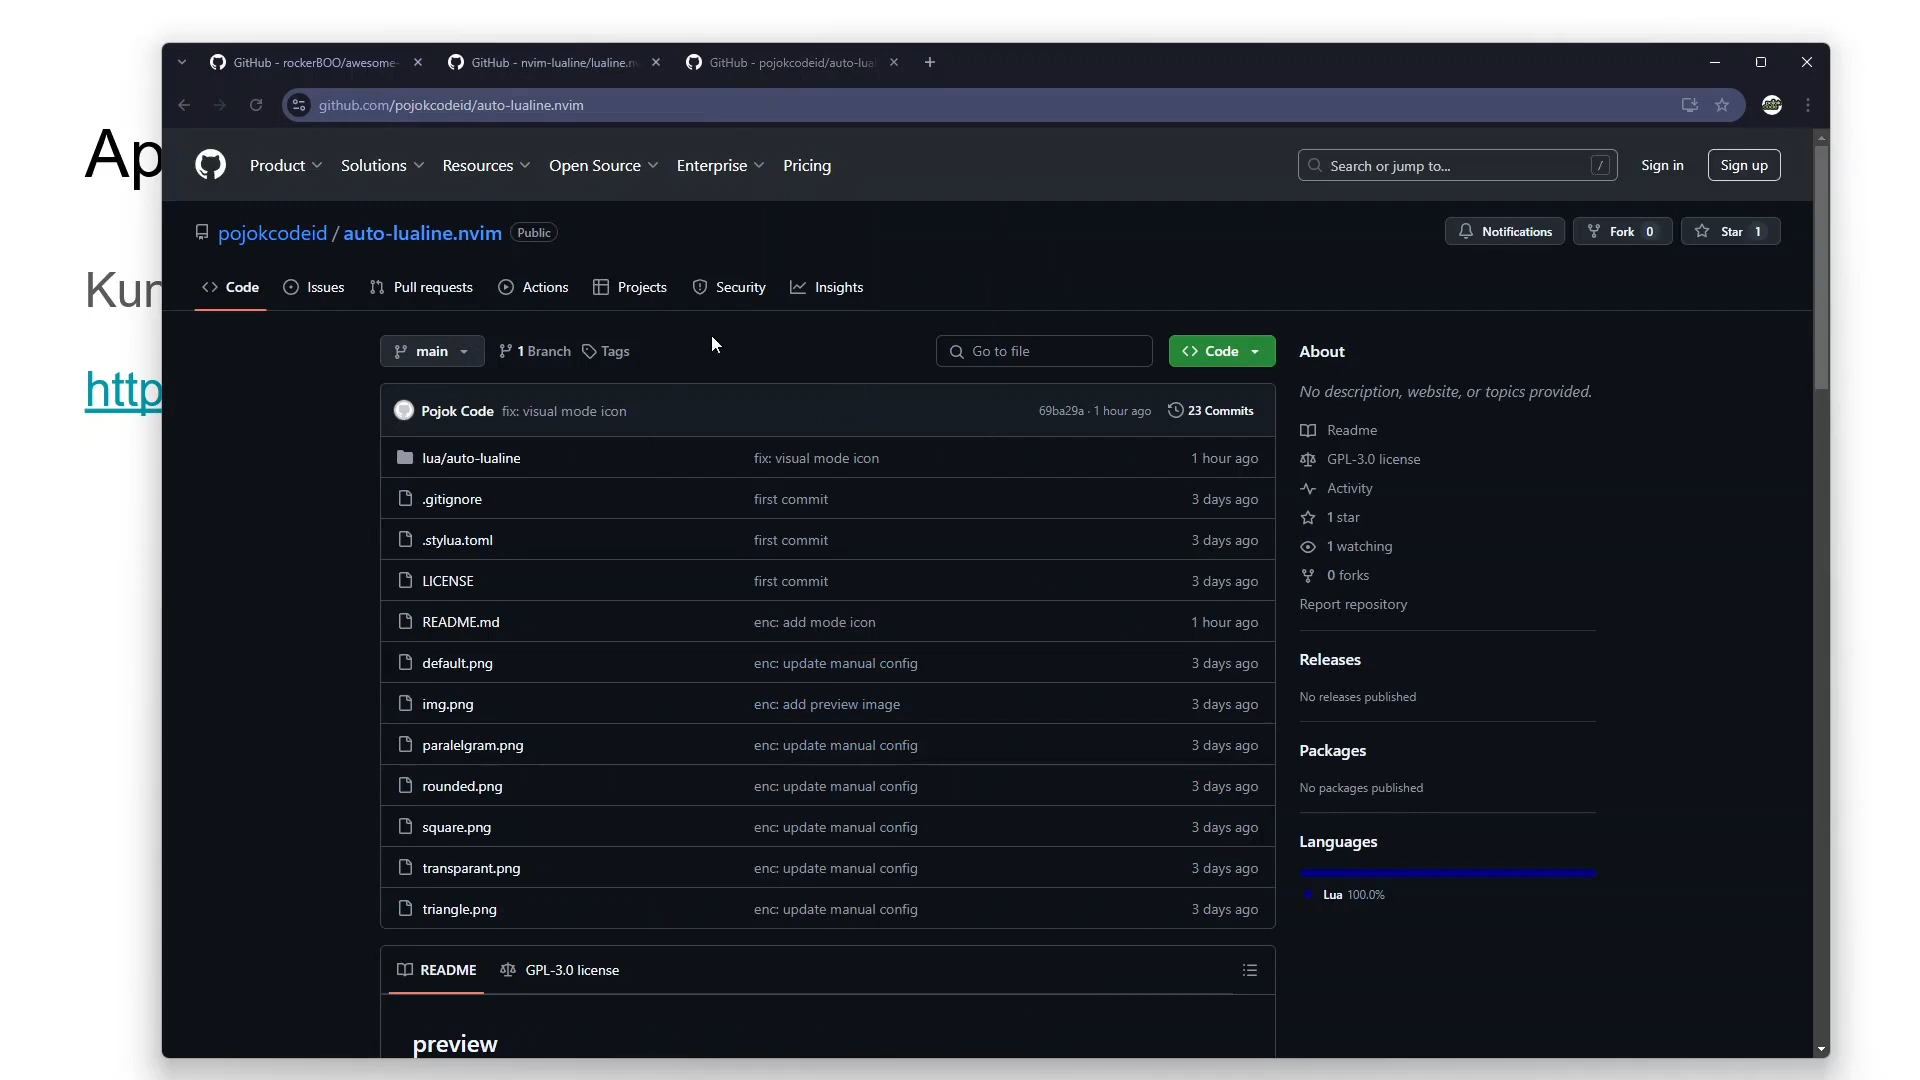 GitHub - rockerBOO/awesome-
GitHub - nvim-lualine/lualine.n
GitHub - pojokcodeid/auto-lua
github.com/pojokcodeid/auto-lualine.nvim
Product Solutions Resources Open Source Enterprise Pricing
Search or jump to... /
Sign in
Sign up
pojokcodeid / auto-lualine.nvim Public
Notifications
Fork 0
Star 1
Code Issues Pull requests Actions Projects Security Insights
Ap
Kun
http
main
1 Branch Tags
Go to file
Code
Pojok Code fix: visual mode icon 69ba29a · 1 hour ago 23 Commits
lua/auto-lualine fix: visual mode icon 1 hour ago
.gitignore first commit 3 days ago
.stylua.toml first commit 3 days ago
LICENSE first commit 3 days ago
README.md enc: add mode icon 1 hour ago
default.png enc: update manual config 3 days ago
img.png enc: add preview image 3 days ago
paralelgram.png enc: update manual config 3 days ago
rounded.png enc: update manual config 3 days ago
square.png enc: update manual config 3 days ago
transparant.png enc: update manual config 3 days ago
triangle.png enc: update manual config 3 days ago
README GPL-3.0 license
preview
About
No description, website, or topics provided.
Readme
GPL-3.0 license
Activity
1 star
1 watching
0 forks
Report repository
Releases
No releases published
Packages
No packages published
Languages
Lua 100.0%